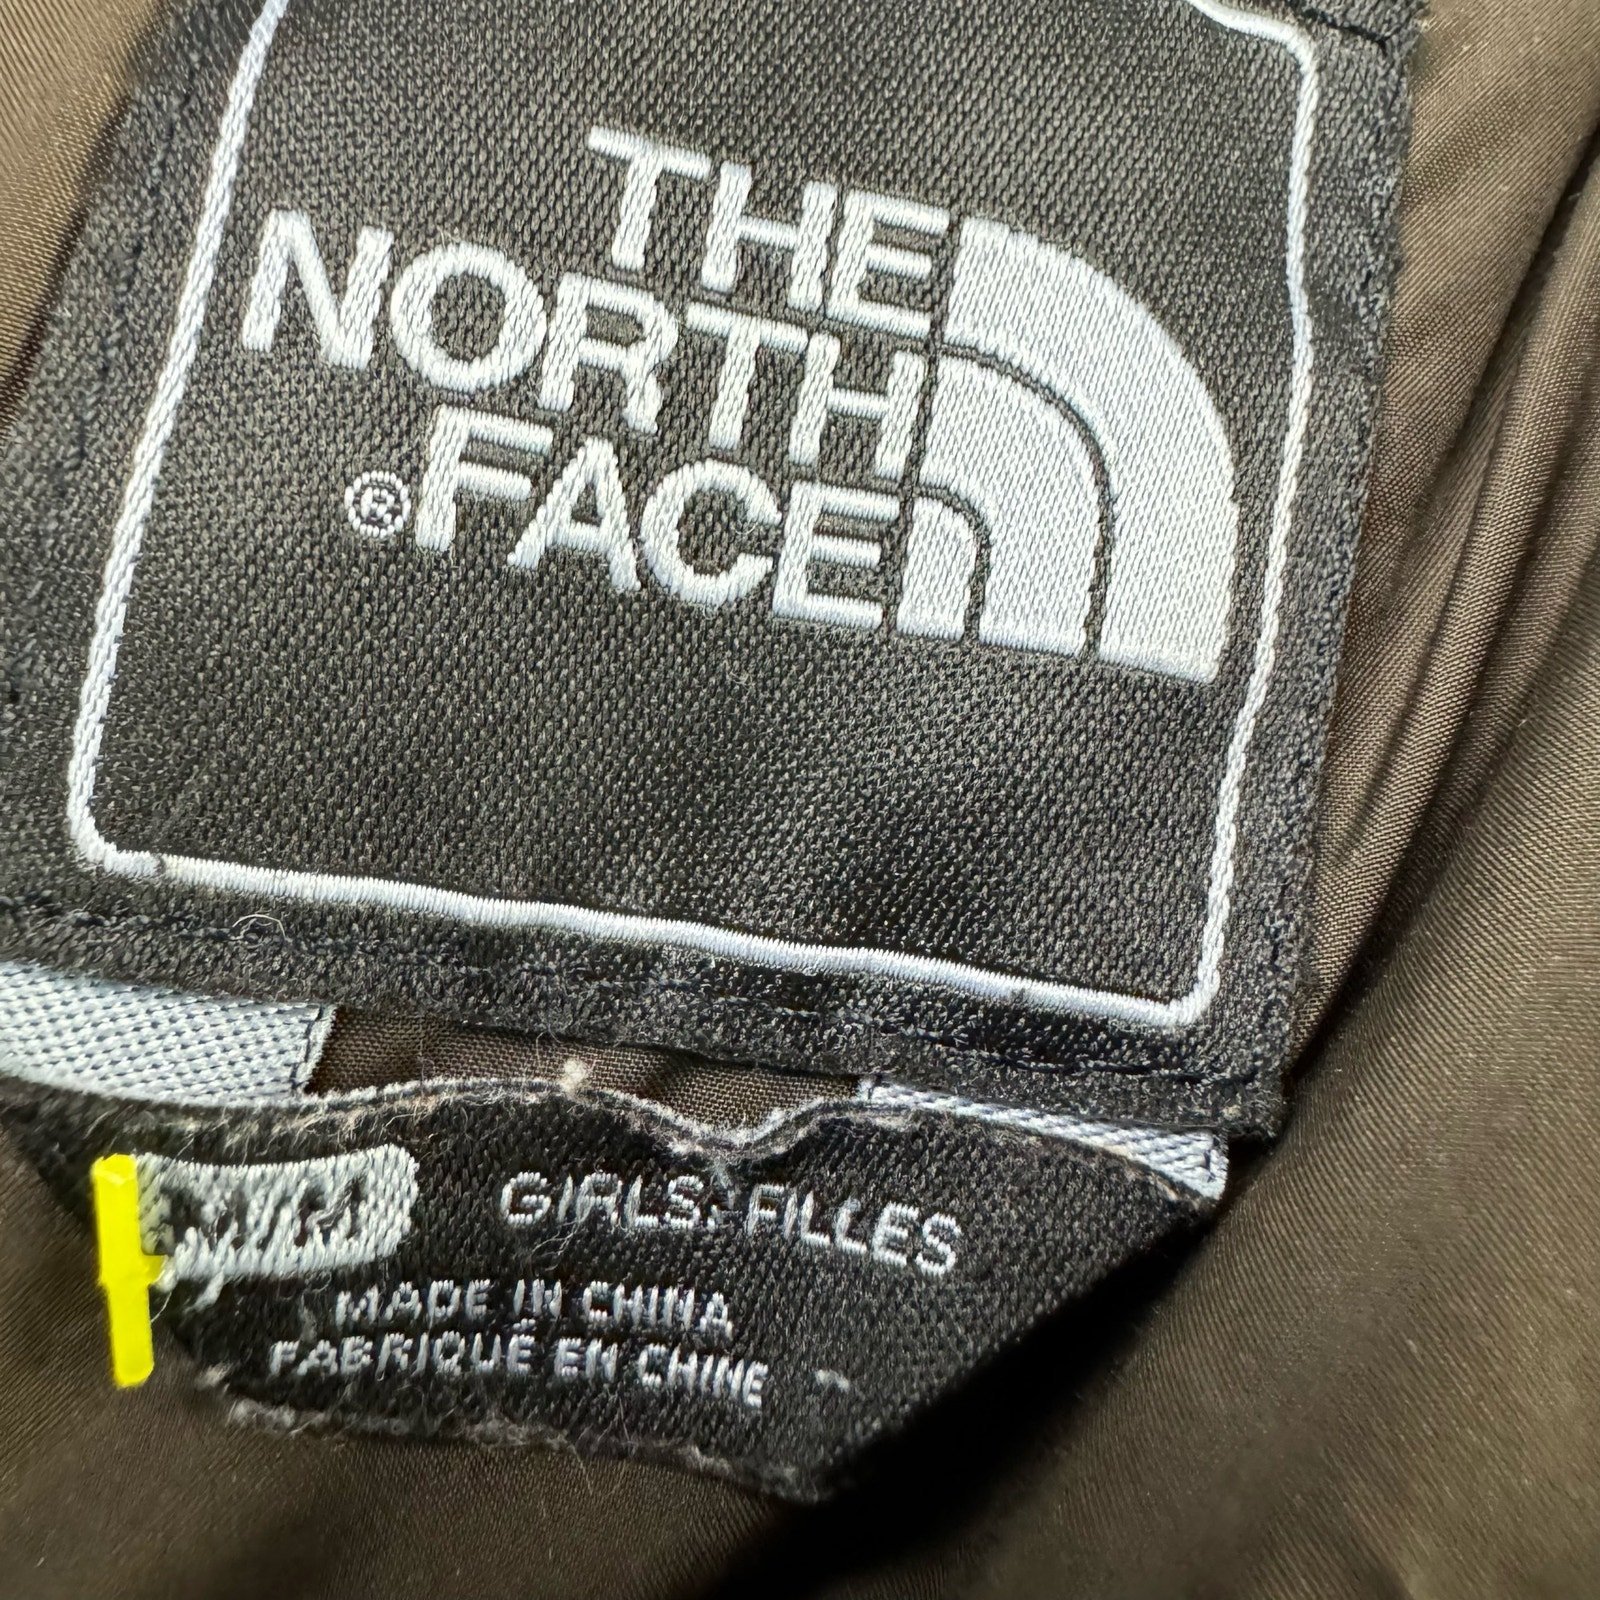 THE
NORTH
FACE
®
GIRLS, FILLES
MADE IN CHINA
FABRIQUÉ EN CHINE